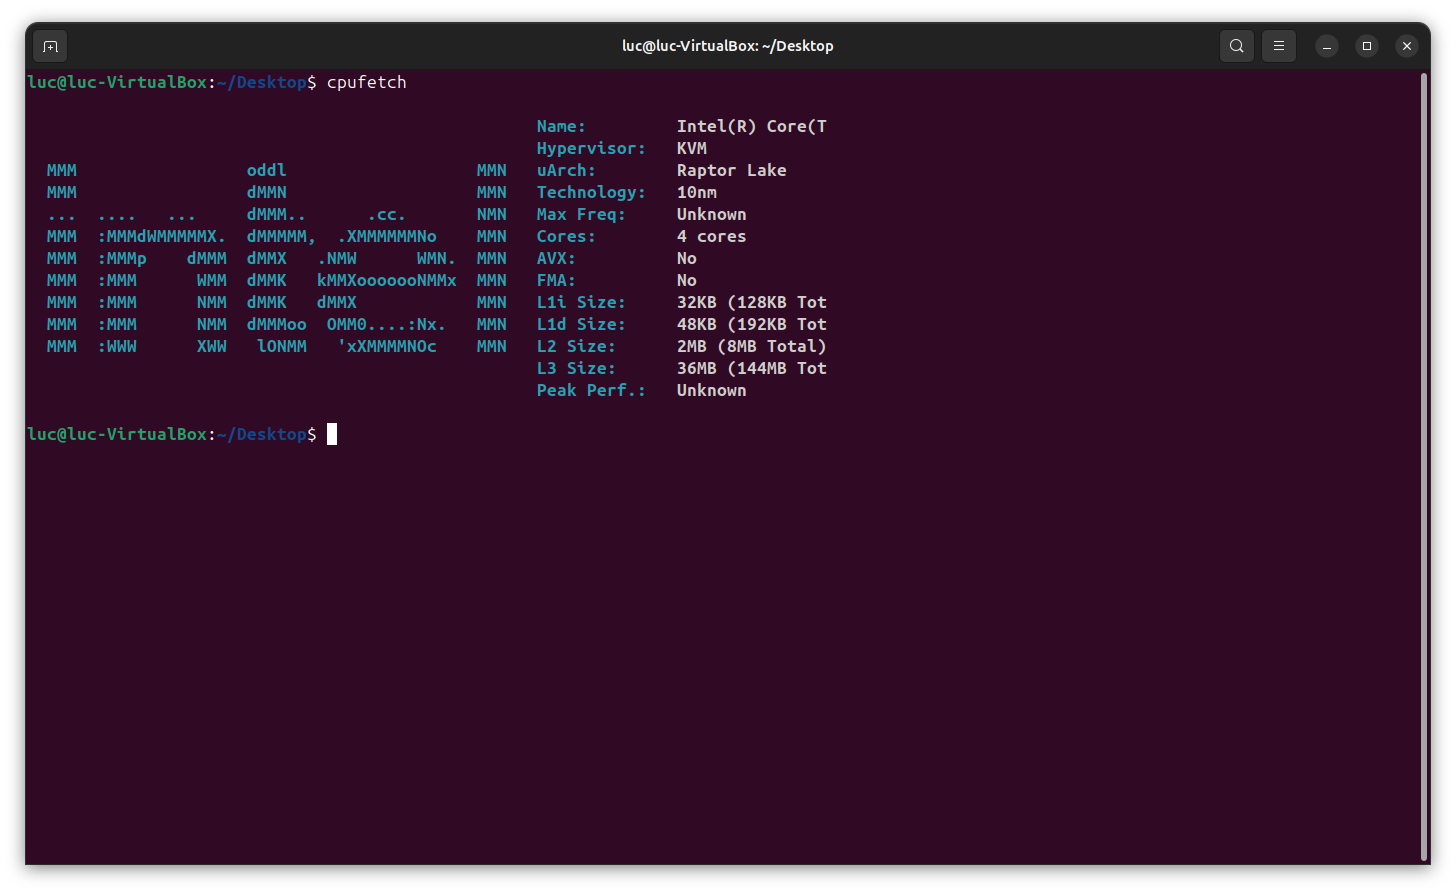 luc@luc-VirtualBox: ~/Desktop
luc@luc-VirtualBox:~/Desktop$ cpufetch
                                                   Name:         Intel(R) Core(T
                                                   Hypervisor:   KVM
  MMM                 oddl                   MMN   uArch:        Raptor Lake
  MMM                 dMMN                   MMN   Technology:   10nm
  ...  ....   ...     dMMM..      .cc.       NMN   Max Freq:     Unknown
  MMM  :MMMdWMMMMMX.  dMMMMM,  .XMMMMMMNo    MMN   Cores:        4 cores
  MMM  :MMMp    dMMM  dMMX   .NMW      WMN.  MMN   AVX:          No
  MMM  :MMM      WMM  dMMK   kMMXooooooNMMx  MMN   FMA:          No
  MMM  :MMM      NMM  dMMK   dMMX            MMN   L1i Size:     32KB (128KB Tot
  MMM  :MMM      NMM  dMMMoo  OMM0....:Nx.   MMN   L1d Size:     48KB (192KB Tot
  MMM  :WWW      XWW   lONMM   'xXMMMMNOc    MMN   L2 Size:      2MB (8MB Total)
                                                   L3 Size:      36MB (144MB Tot
                                                   Peak Perf.:   Unknown
luc@luc-VirtualBox:~/Desktop$